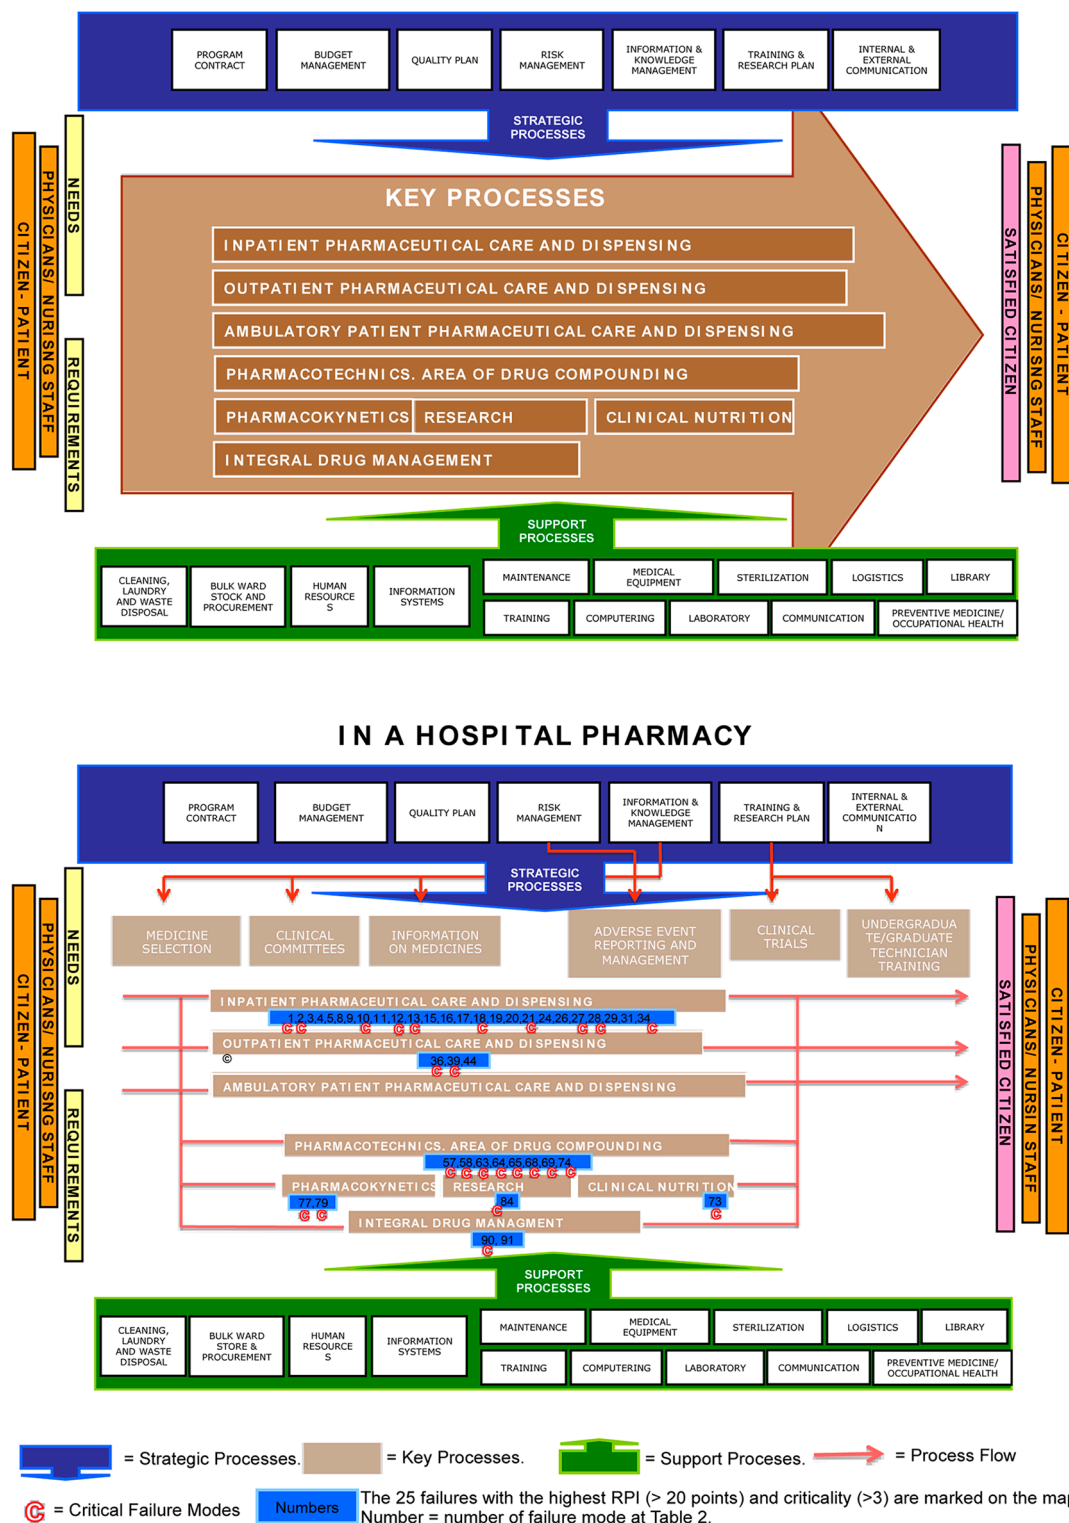 PROGRAM
CONTRACT
BUDGET
MANAGEMENT
QUALITY PLAN
RISK
MANAGEMENT
INFORMATION &
KNOWLEDGE
MANAGEMENT
TRAINING &
RESEARCH PLAN
INTERNAL &
EXTERNAL
COMMUNICATION
STRATEGIC
PROCESSES
CITIZEN- PATIENT
PHYSICIANS/ NURISNG STAFF
NEEDS
REQUIREMENTS
KEY PROCESSES
INPATIENT PHARMACEUTICAL CARE AND DISPENSING
OUTPATIENT PHARMACEUTICAL CARE AND DISPENSING
AMBULATORY PATIENT PHARMACEUTICAL CARE AND DISPENSING
PHARMACOTECHNICS. AREA OF DRUG COMPOUNDING
PHARMACOKYNETICS
RESEARCH
CLINICAL NUTRITION
INTEGRAL DRUG MANAGEMENT
SATISFIED CITIZEN
PHYSICIANS/ NURISNG STAFF
CITIZEN - PATIENT
SUPPORT
PROCESSES
CLEANING,
LAUNDRY
AND WASTE
DISPOSAL
BULK WARD
STOCK AND
PROCUREMENT
HUMAN
RESOURCE
S
INFORMATION
SYSTEMS
MAINTENANCE
MEDICAL
EQUIPMENT
STERILIZATION
LOGISTICS
LIBRARY
TRAINING
COMPUTERING
LABORATORY
COMMUNICATION
PREVENTIVE MEDICINE/
OCCUPATIONAL HEALTH
IN A HOSPITAL PHARMACY
PROGRAM
CONTRACT
BUDGET
MANAGEMENT
QUALITY PLAN
RISK
MANAGEMENT
INFORMATION &
KNOWLEDGE
MANAGEMENT
TRAINING &
RESEARCH PLAN
INTERNAL &
EXTERNAL
COMMUNICATIO
N
STRATEGIC
PROCESSES
CITIZEN- PATIENT
PHYSICIANS/ NURISNG STAFF
NEEDS
REQUIREMENTS
MEDICINE
SELECTION
CLINICAL
COMMITTEES
INFORMATION
ON MEDICINES
ADVERSE EVENT
REPORTING AND
MANAGEMENT
CLINICAL
TRIALS
UNDERGRADUA
TE/GRADUATE
TECHNICIAN
TRAINING
INPATIENT PHARMACEUTICAL CARE AND DISPENSING
1,2,3,4,5,8,9,10,11,12,13,15,16,17,18,19,20,21,24,26,27,28,29,31,34
C C C C C C C C C C
OUTPATIENT PHARMACEUTICAL CARE AND DISPENSING
©
36,39,44
C C
AMBULATORY PATIENT PHARMACEUTICAL CARE AND DISPENSING
PHARMACOTECHNICS. AREA OF DRUG COMPOUNDING
57,58,63,64,65,68,69,74
C C C C C C C C
PHARMACOKYNETICS
RESEARCH
CLINICAL NUTRITION
77,79
C C
84
C
73
C
INTEGRAL DRUG MANAGMENT
90, 91
C
SATISFIED CITIZEN
PHYSICIANS/ NURSIN STAFF
CITIZEN- PATIENT
SUPPORT
PROCESSES
CLEANING,
LAUNDRY
AND WASTE
DISPOSAL
BULK WARD
STORE &
PROCUREMENT
HUMAN
RESOURCE
S
INFORMATION
SYSTEMS
MAINTENANCE
MEDICAL
EQUIPMENT
STERILIZATION
LOGISTICS
LIBRARY
TRAINING
COMPUTERING
LABORATORY
COMMUNICATION
PREVENTIVE MEDICINE/
OCCUPATIONAL HEALTH
= Strategic Processes.
= Key Processes.
= Support Proceses.
= Process Flow
C = Critical Failure Modes
Numbers
The 25 failures with the highest RPI (> 20 points) and criticality (>3) are marked on the map
Number = number of failure mode at Table 2.